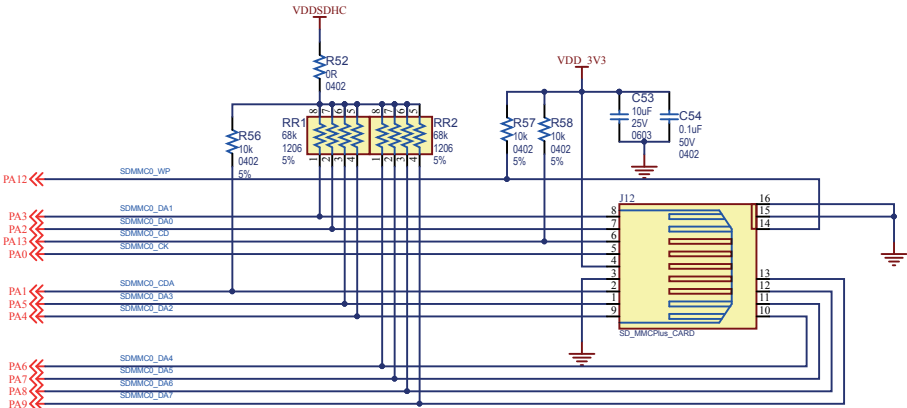 VDDSDHC
R52
0R
0402
VDD_3V3
8 7 6 5 8 7 6 5
RR1
68k
1206
5%
RR2
68k
1206
5%
1 2 3 4 1 2 3 4
R56
10k
0402
5%
R57
10k
0402
5%
R58
10k
0402
5%
C53
10uF
25V
0603
C54
0.1uF
50V
0402
PA12 SDMMC0_WP
PA3 SDMMC0_DA1
PA2 SDMMC0_DA0
PA13 SDMMC0_CD
PA0 SDMMC0_CK
PA1 SDMMC0_CDA
PA5 SDMMC0_DA3
PA4 SDMMC0_DA2
PA6 SDMMC0_DA4
PA7 SDMMC0_DA5
PA8 SDMMC0_DA6
PA9 SDMMC0_DA7
J12
8
7
6
5
4
3
2
1
9
16
15
14
13
12
11
10
SD_MMCPlus_CARD